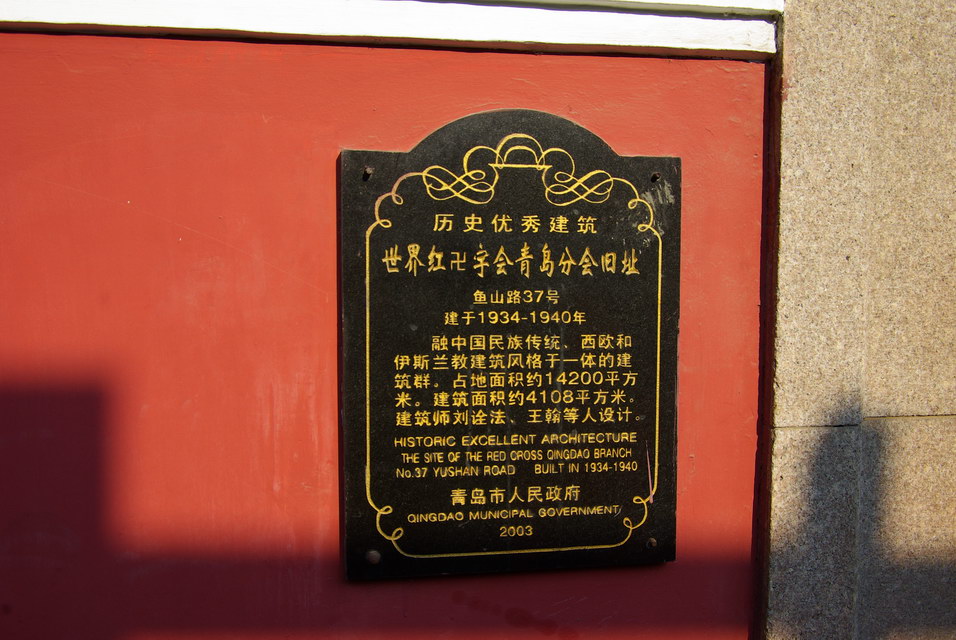 历史优秀建筑
世界红卍字会青岛分会旧址
鱼山路37号
建于1934-1940年
融中国民族传统、西欧和
伊斯兰教建筑风格于一体的建
筑群。占地面积约14200平方
米。建筑面积约4108平方米。
建筑师刘诠法、王翰等人设计。
HISTORIC EXCELLENT ARCHITECTURE
THE SITE OF THE RED CROSS QINGDAO BRANCH
No.37 YUSHAN ROAD BUILT IN 1934-1940
青岛市人民政府
QINGDAO MUNICIPAL GOVERNMENT
2003